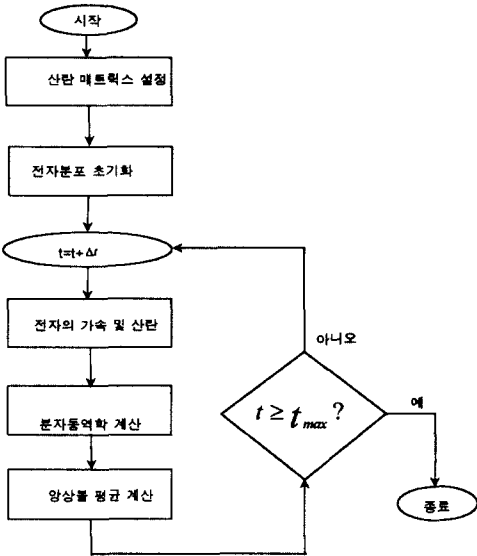 시작
산란 매트릭스 설정
전자분포 초기화
t=t+Δt
전자의 가속 및 산란
분자동역학 계산
앙상블 평균 계산
아니오
t ≥ t_max ?
예
종료